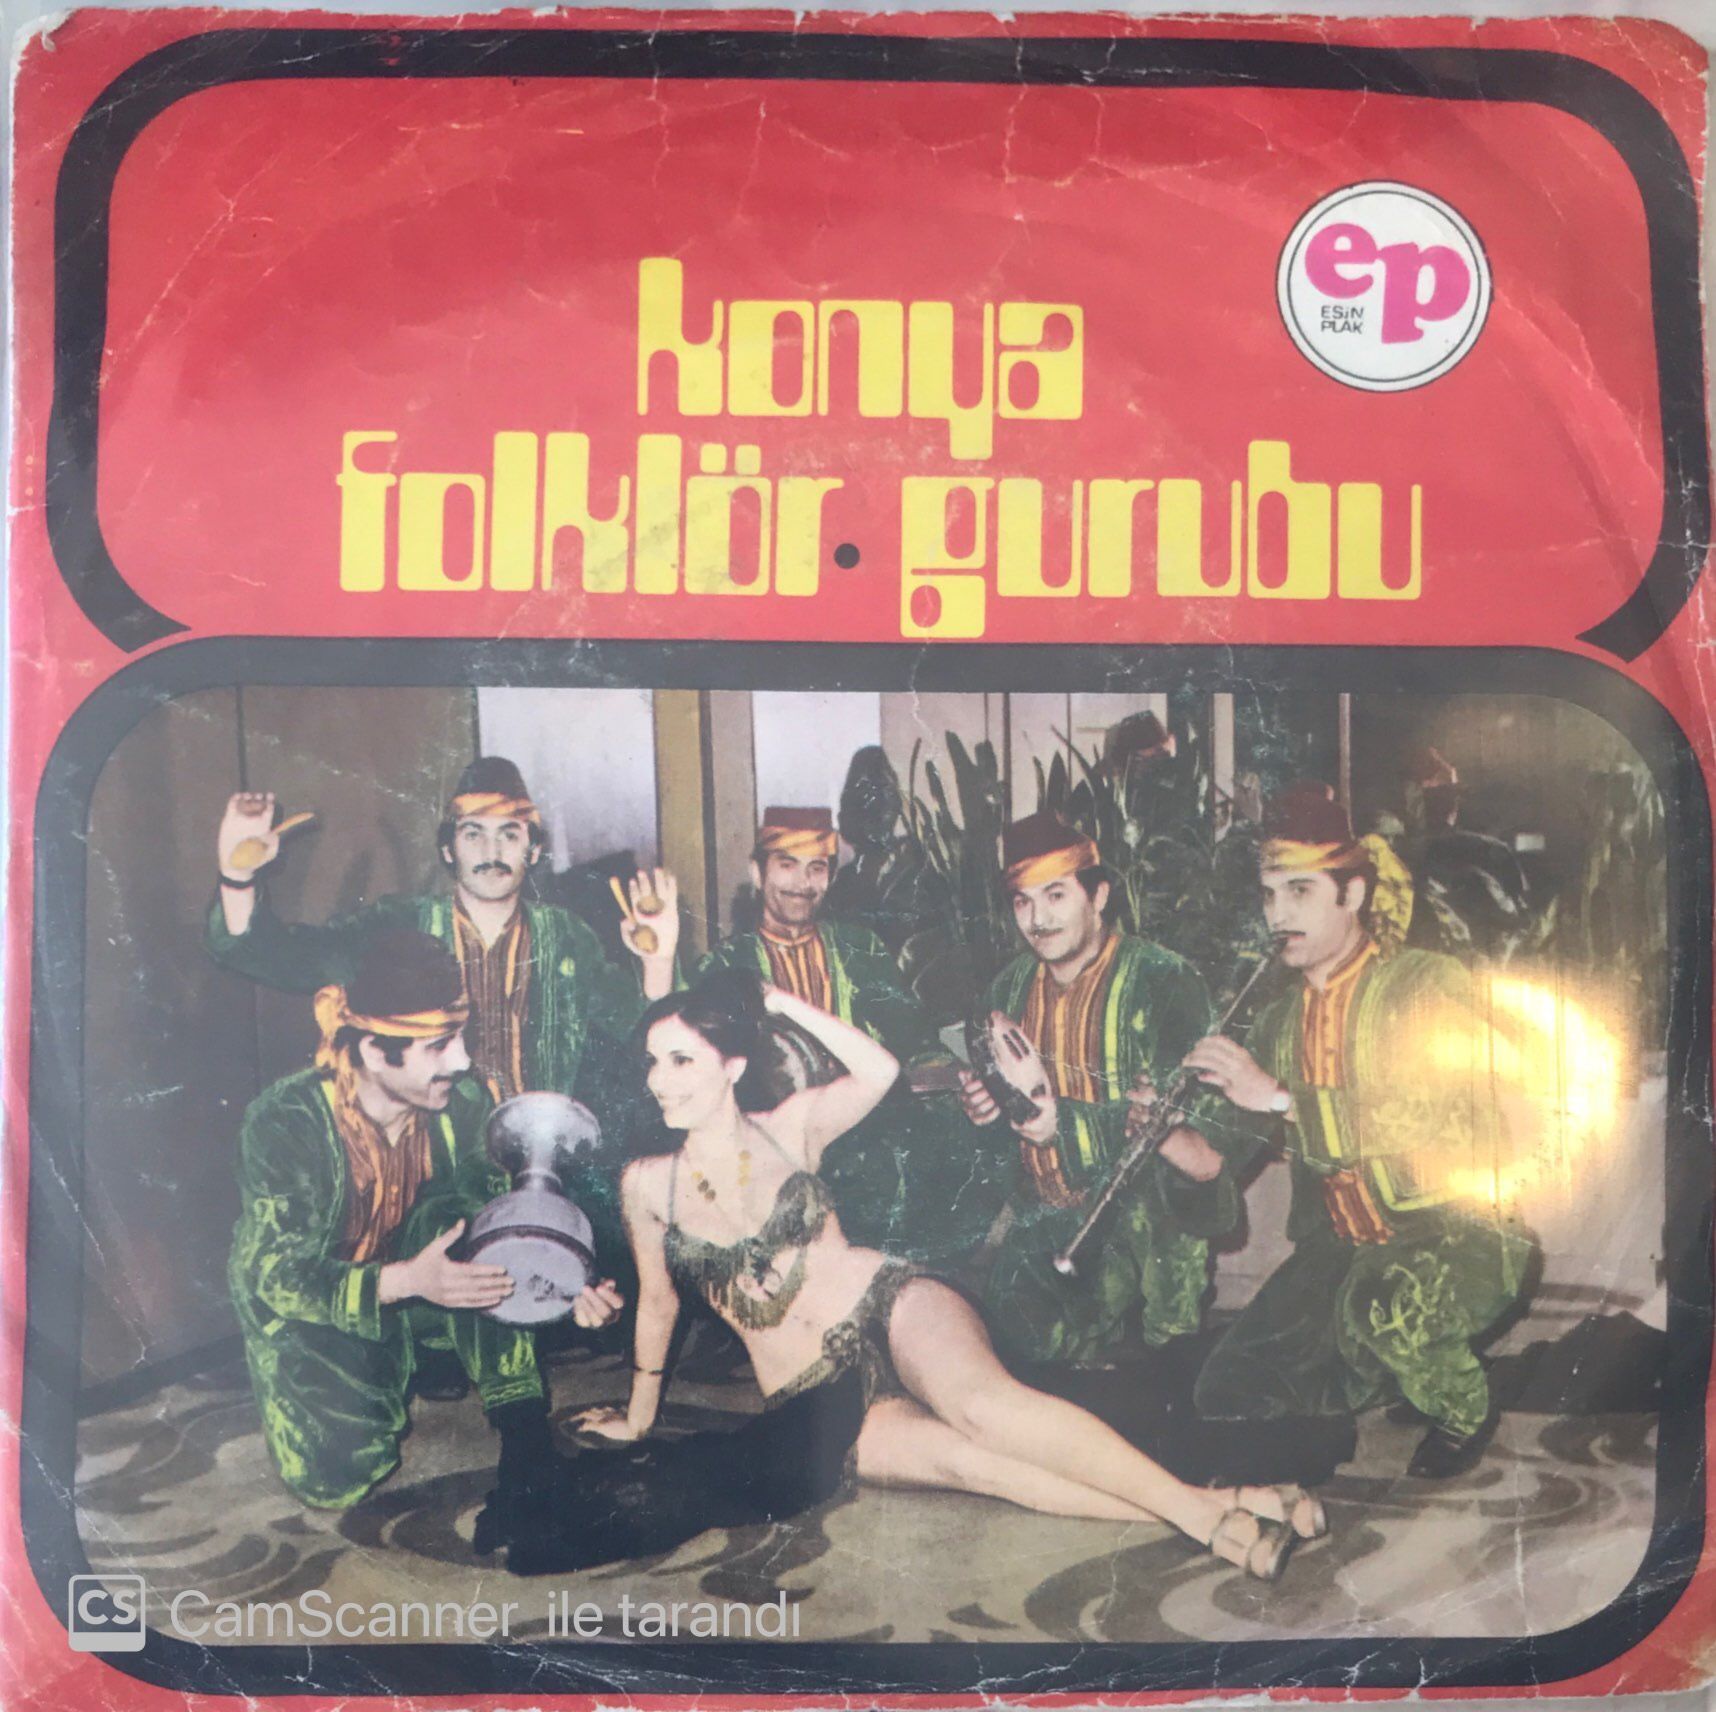 ep
ESİN
PLAK
konya
folklör gurubu
CS CamScanner ile tarandı